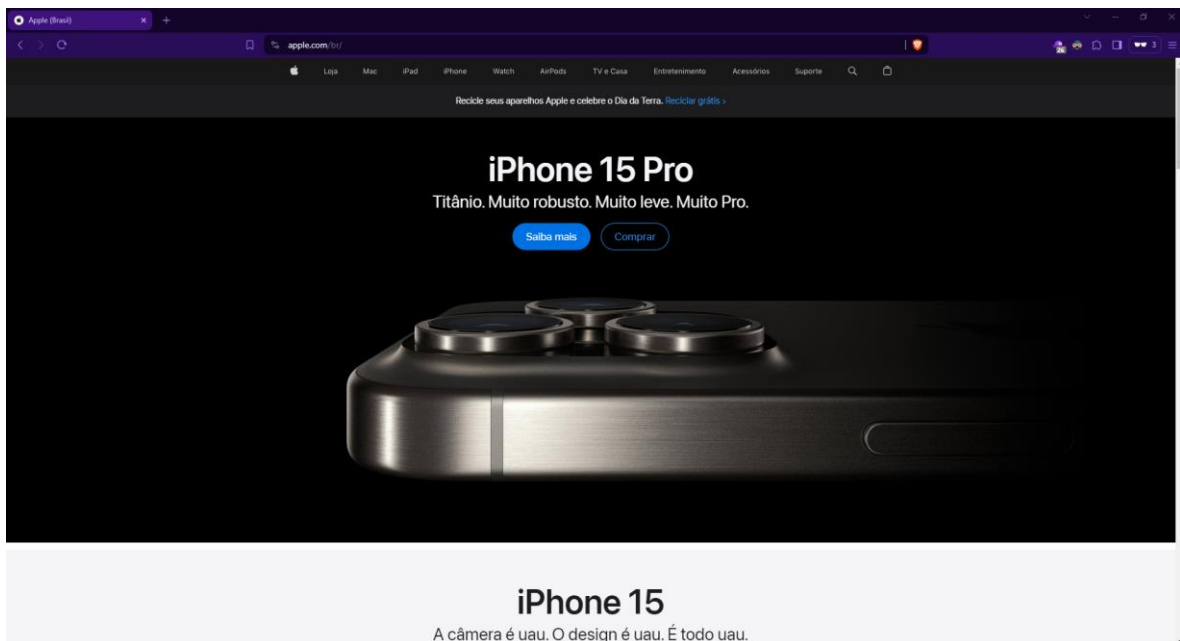 Apple (Brasil)
apple.com/br/
26
3
Loja Mac iPad iPhone Watch AirPods TV e Casa Entretenimento Acessórios Suporte
Recicle seus aparelhos Apple e celebre o Dia da Terra. Reciclar grátis >
iPhone 15 Pro
Titânio. Muito robusto. Muito leve. Muito Pro.
Saiba mais Comprar
iPhone 15
A câmera é uau. O design é uau. É todo uau.